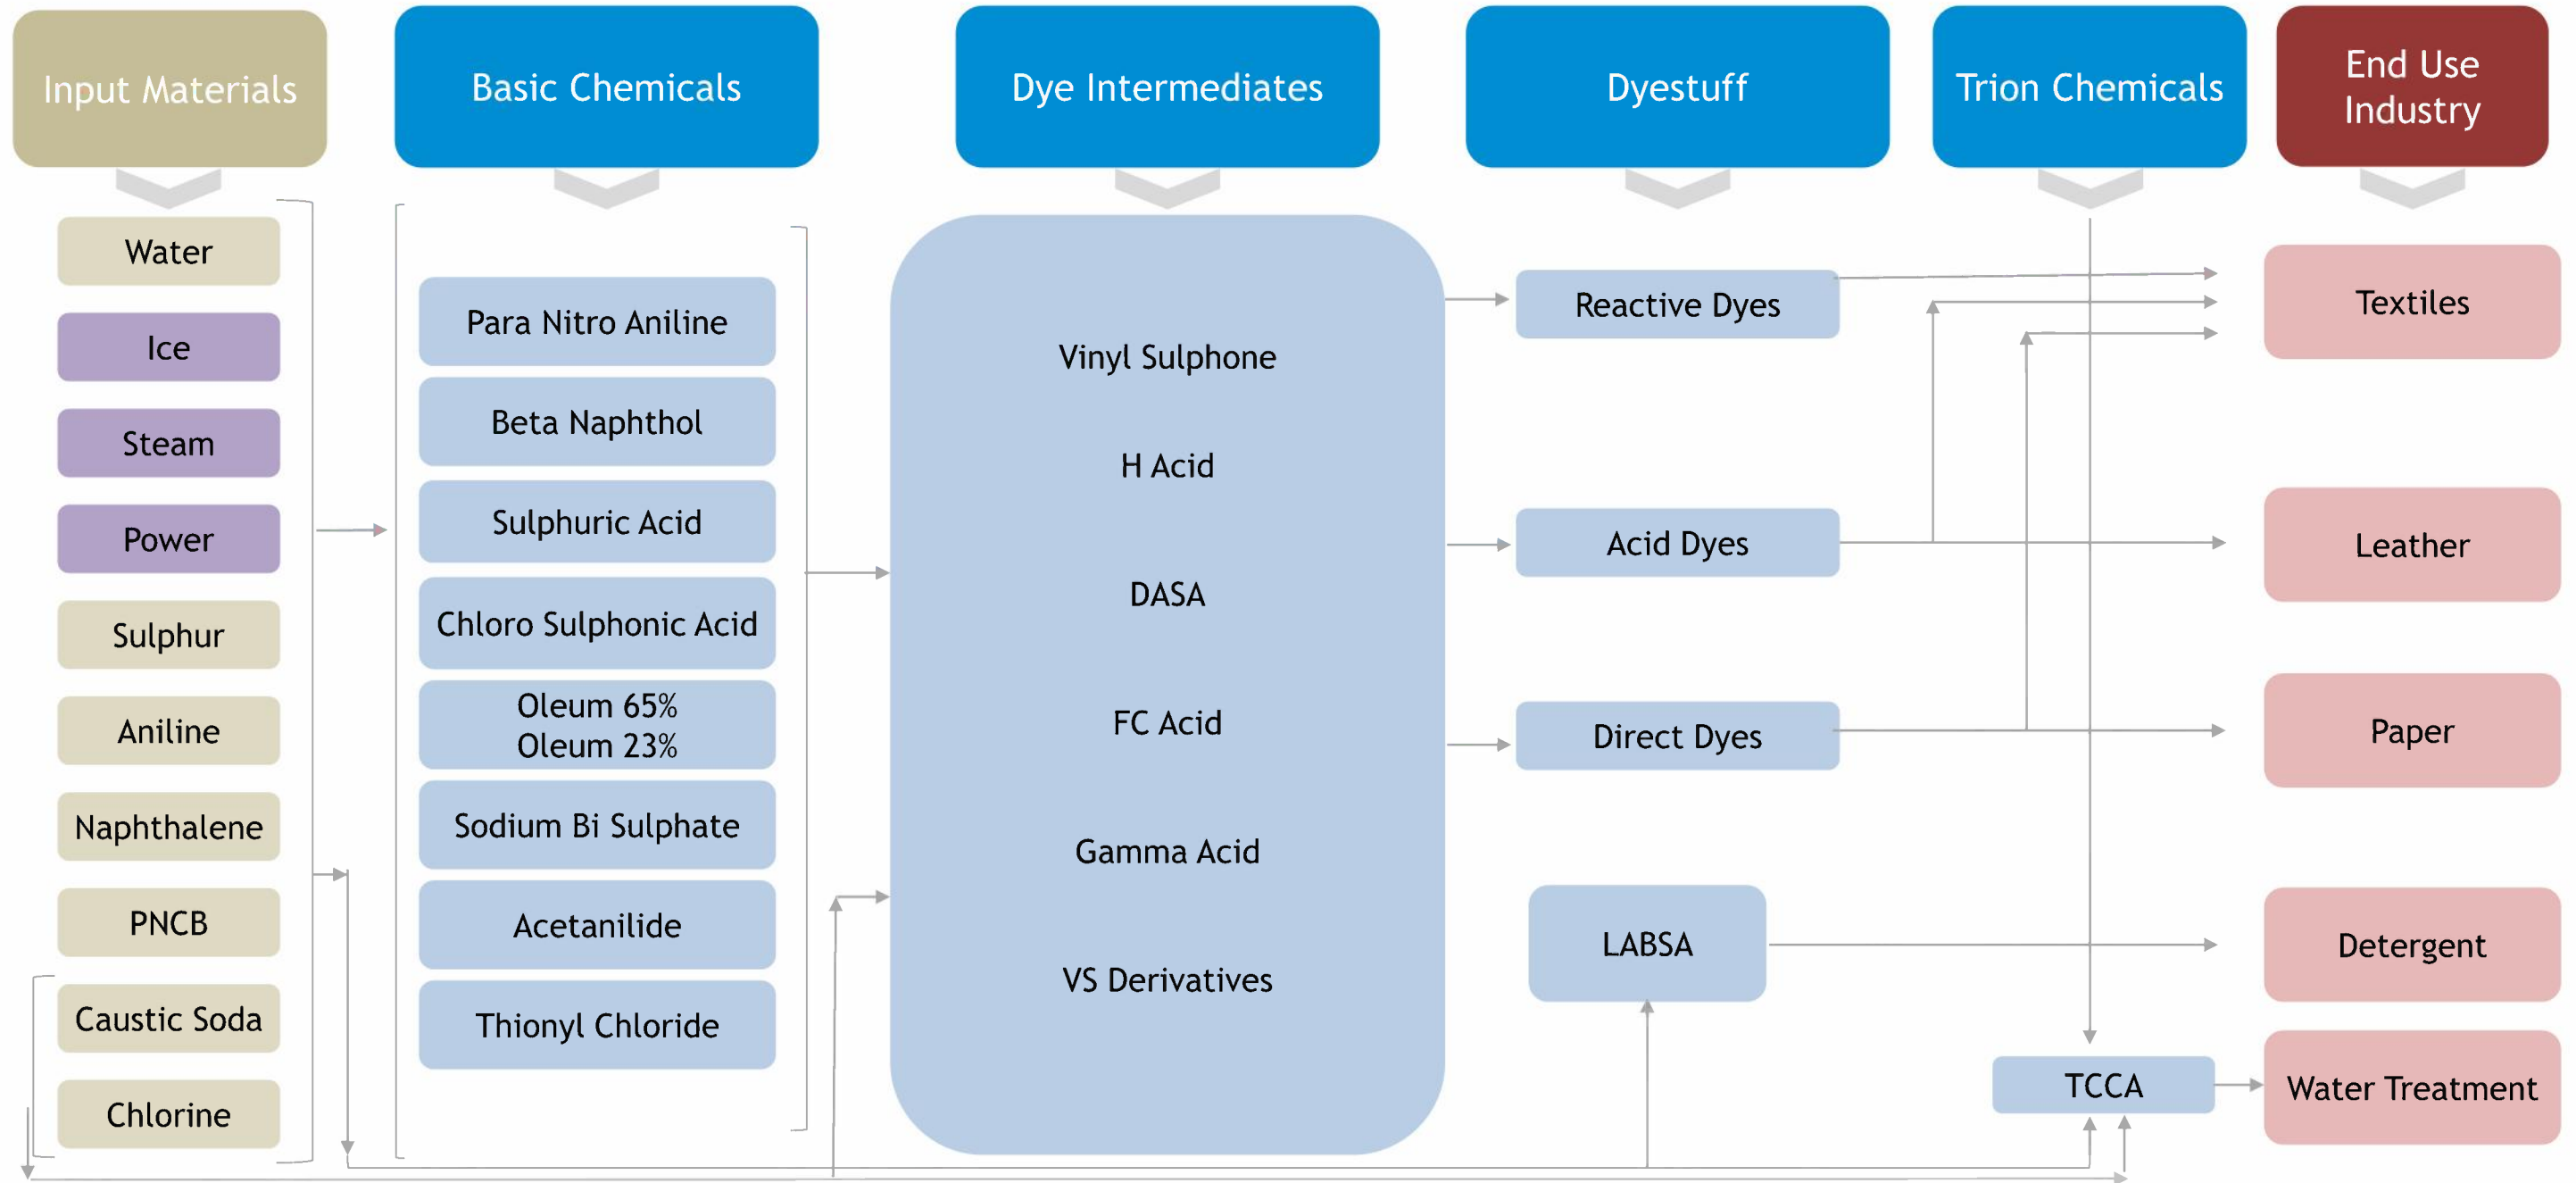 Input Materials
Basic Chemicals
Dye Intermediates
Dyestuff
Trion Chemicals
End Use
Industry
Water
Ice
Steam
Power
Sulphur
Aniline
Naphthalene
PNCB
Caustic Soda
Chlorine
Para Nitro Aniline
Beta Naphthol
Sulphuric Acid
Chloro Sulphonic Acid
Oleum 65%
Oleum 23%
Sodium Bi Sulphate
Acetanilide
Thionyl Chloride
Vinyl Sulphone
H Acid
DASA
FC Acid
Gamma Acid
VS Derivatives
Reactive Dyes
Acid Dyes
Direct Dyes
LABSA
TCCA
Textiles
Leather
Paper
Detergent
Water Treatment